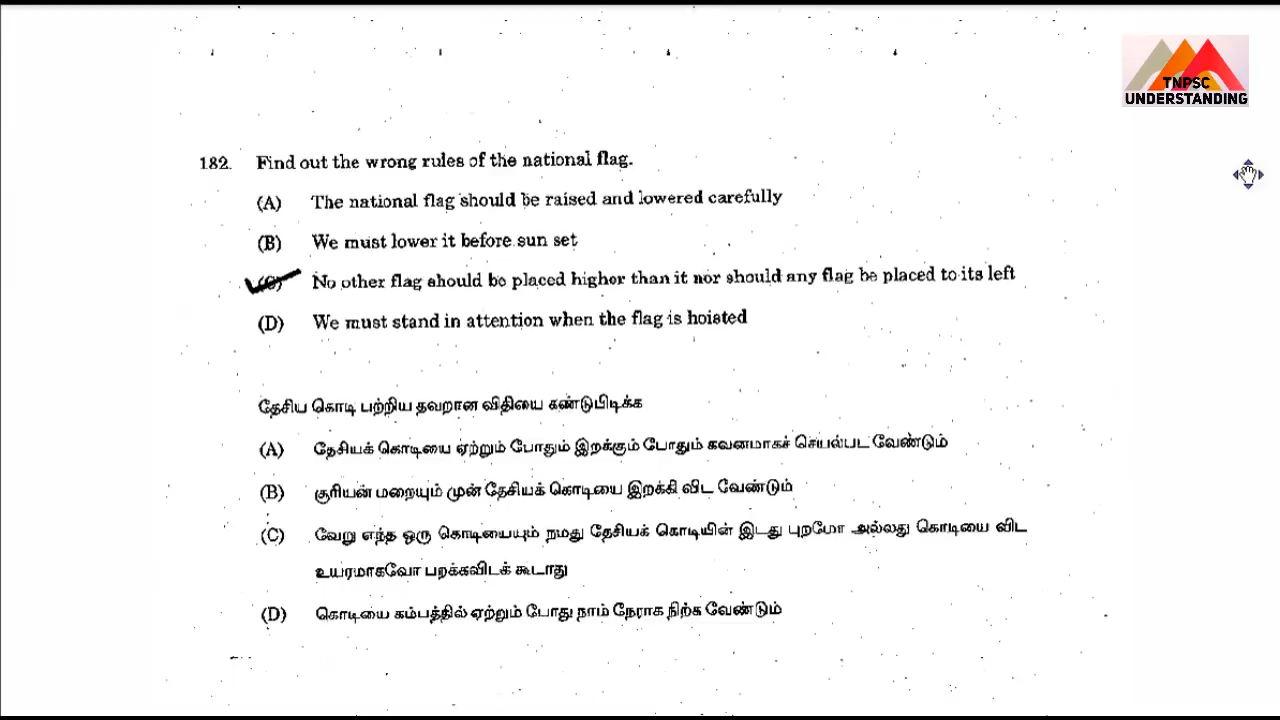 TNPSC
UNDERSTANDING
182. Find out the wrong rules of the national flag.
(A) The national flag should be raised and lowered carefully
(B) We must lower it before sun set
(C) No other flag should be placed higher than it nor should any flag be placed to its left
(D) We must stand in attention when the flag is hoisted
தேசிய கொடி பற்றிய தவறான விதியை கண்டுபிடிக்க
(A) தேசியக் கொடியை ஏற்றும் போதும் இறக்கும் போதும் கவனமாகச் செயல்பட வேண்டும்
(B) சூரியன் மறையும் முன் தேசியக் கொடியை இறக்கி விட வேண்டும்
(C) வேறு எந்த ஒரு கொடியையும் நமது தேசியக் கொடியின் இடது புறமோ அல்லது கொடியை விட
உயரமாகவோ பறக்கவிடக் கூடாது
(D) கொடியை கம்பத்தில் ஏற்றும் போது நாம் நேராக நிற்க வேண்டும்